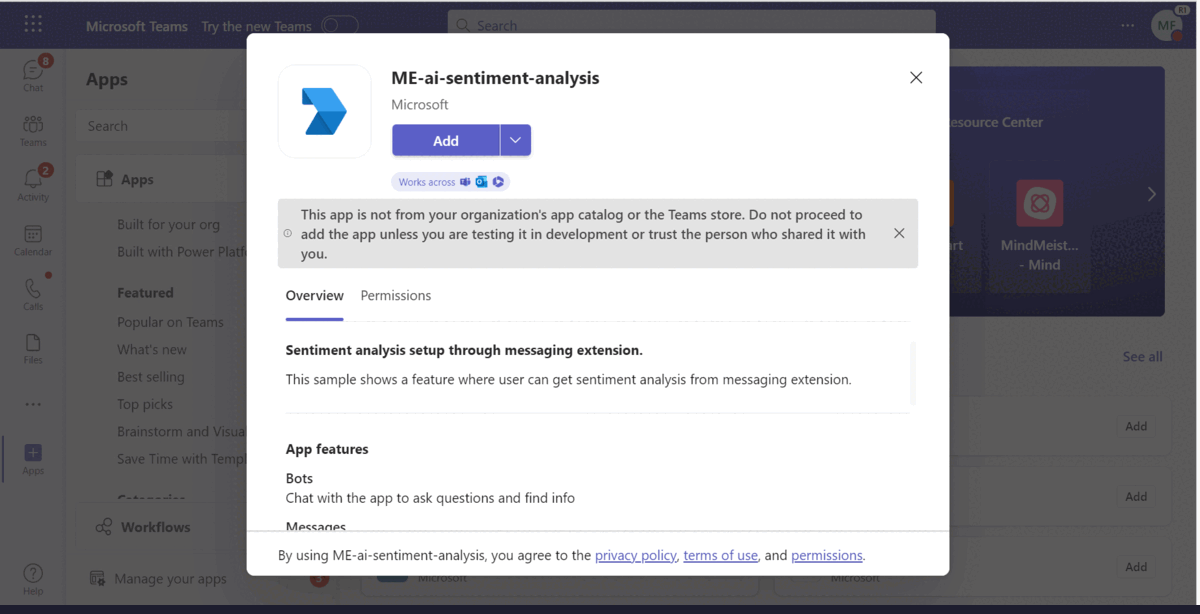 Microsoft Teams Try the new Teams
Search
MF
RI
Chat
8
Teams
Activity
2
Calendar
Calls
Files
Apps
Help
Apps
Search
Apps
Built for your org
Built with Power Platf
Featured
Popular on Teams
What's new
Best selling
Top picks
Brainstorm and Visua
Save Time with Templ
Categories
Workflows
Manage your apps
ME-ai-sentiment-analysis
Microsoft
Add
Works across
This app is not from your organization's app catalog or the Teams store. Do not proceed to
add the app unless you are testing it in development or trust the person who shared it with
you.
Overview Permissions
Sentiment analysis setup through messaging extension.
This sample shows a feature where user can get sentiment analysis from messaging extension.
App features
Bots
Chat with the app to ask questions and find info
Messages
By using ME-ai-sentiment-analysis, you agree to the privacy policy, terms of use, and permissions.
esource Center
art
MindMeist...
- Mind
See all
Add
Add
Add
Microsoft
Microsoft